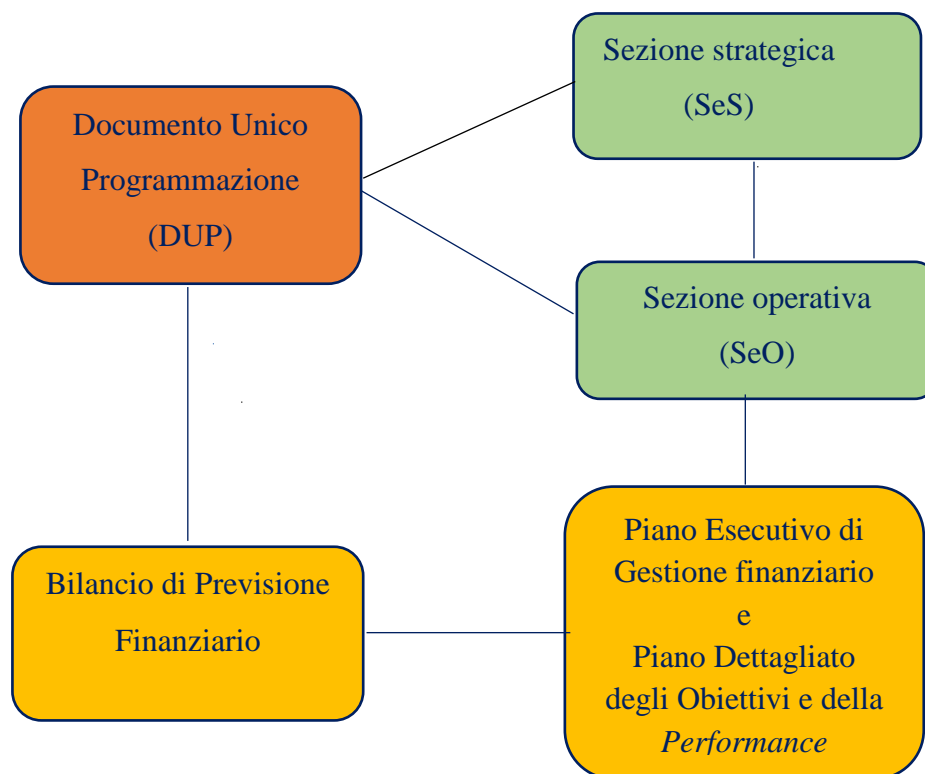 Documento Unico
Programmazione
(DUP)
Sezione strategica
(SeS)
Sezione operativa
(SeO)
Bilancio di Previsione
Finanziario
Piano Esecutivo di
Gestione finanziario
e
Piano Dettagliato
degli Obiettivi e della
Performance